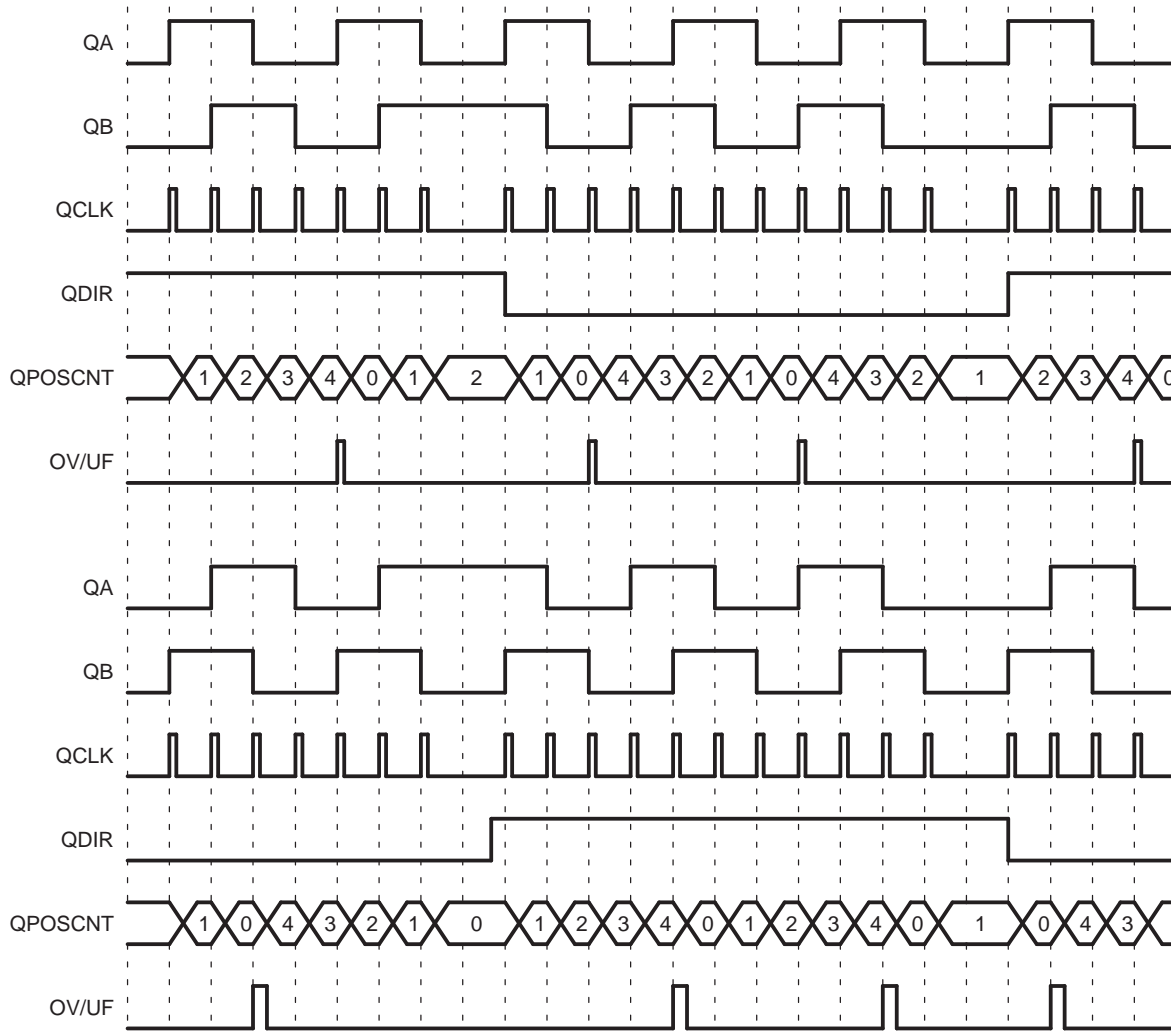 QA
QB
QCLK
QDIR
QPOSCNT 1 2 3 4 0 1 2 1 0 4 3 2 1 0 4 3 2 1 2 3 4 0
OV/UF
QA
QB
QCLK
QDIR
QPOSCNT 1 0 4 3 2 1 0 1 2 3 4 0 1 2 3 4 0 1 0 4 3
OV/UF